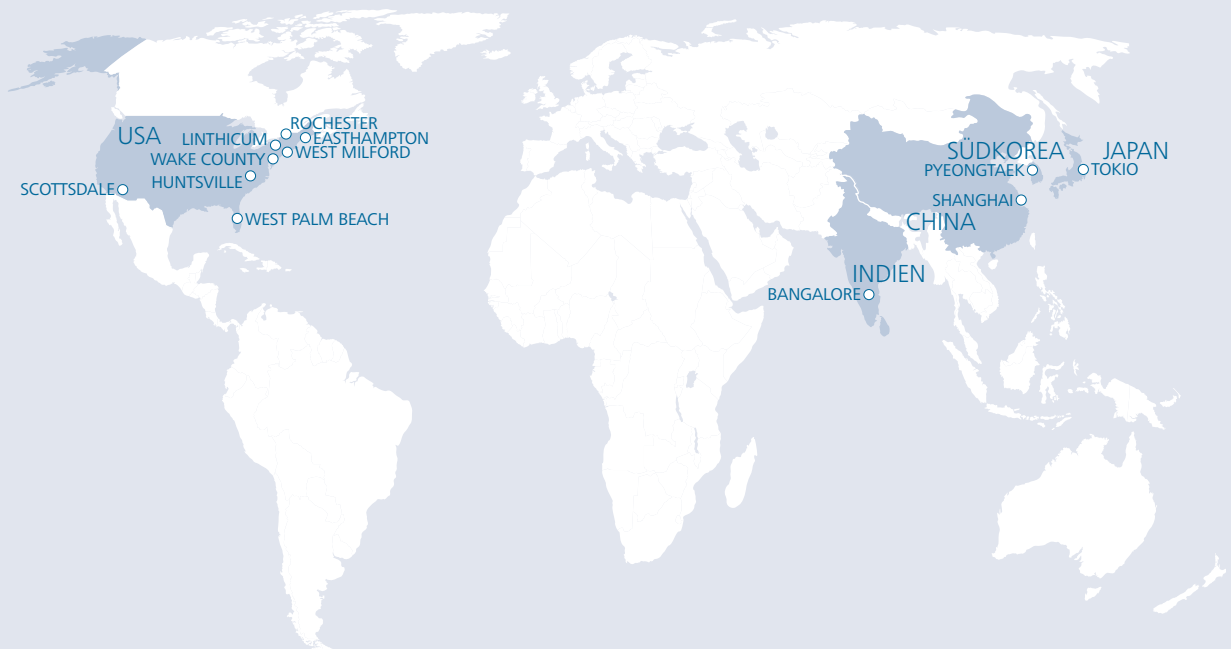 USA
ROCHESTER
LINTHICUM
EASTHAMPTON
WAKE COUNTY
WEST MILFORD
HUNTSVILLE
SCOTTSDALE
WEST PALM BEACH
SÜDKOREA
JAPAN
PYEONGTAEK
TOKIO
SHANGHAI
CHINA
INDIEN
BANGALORE